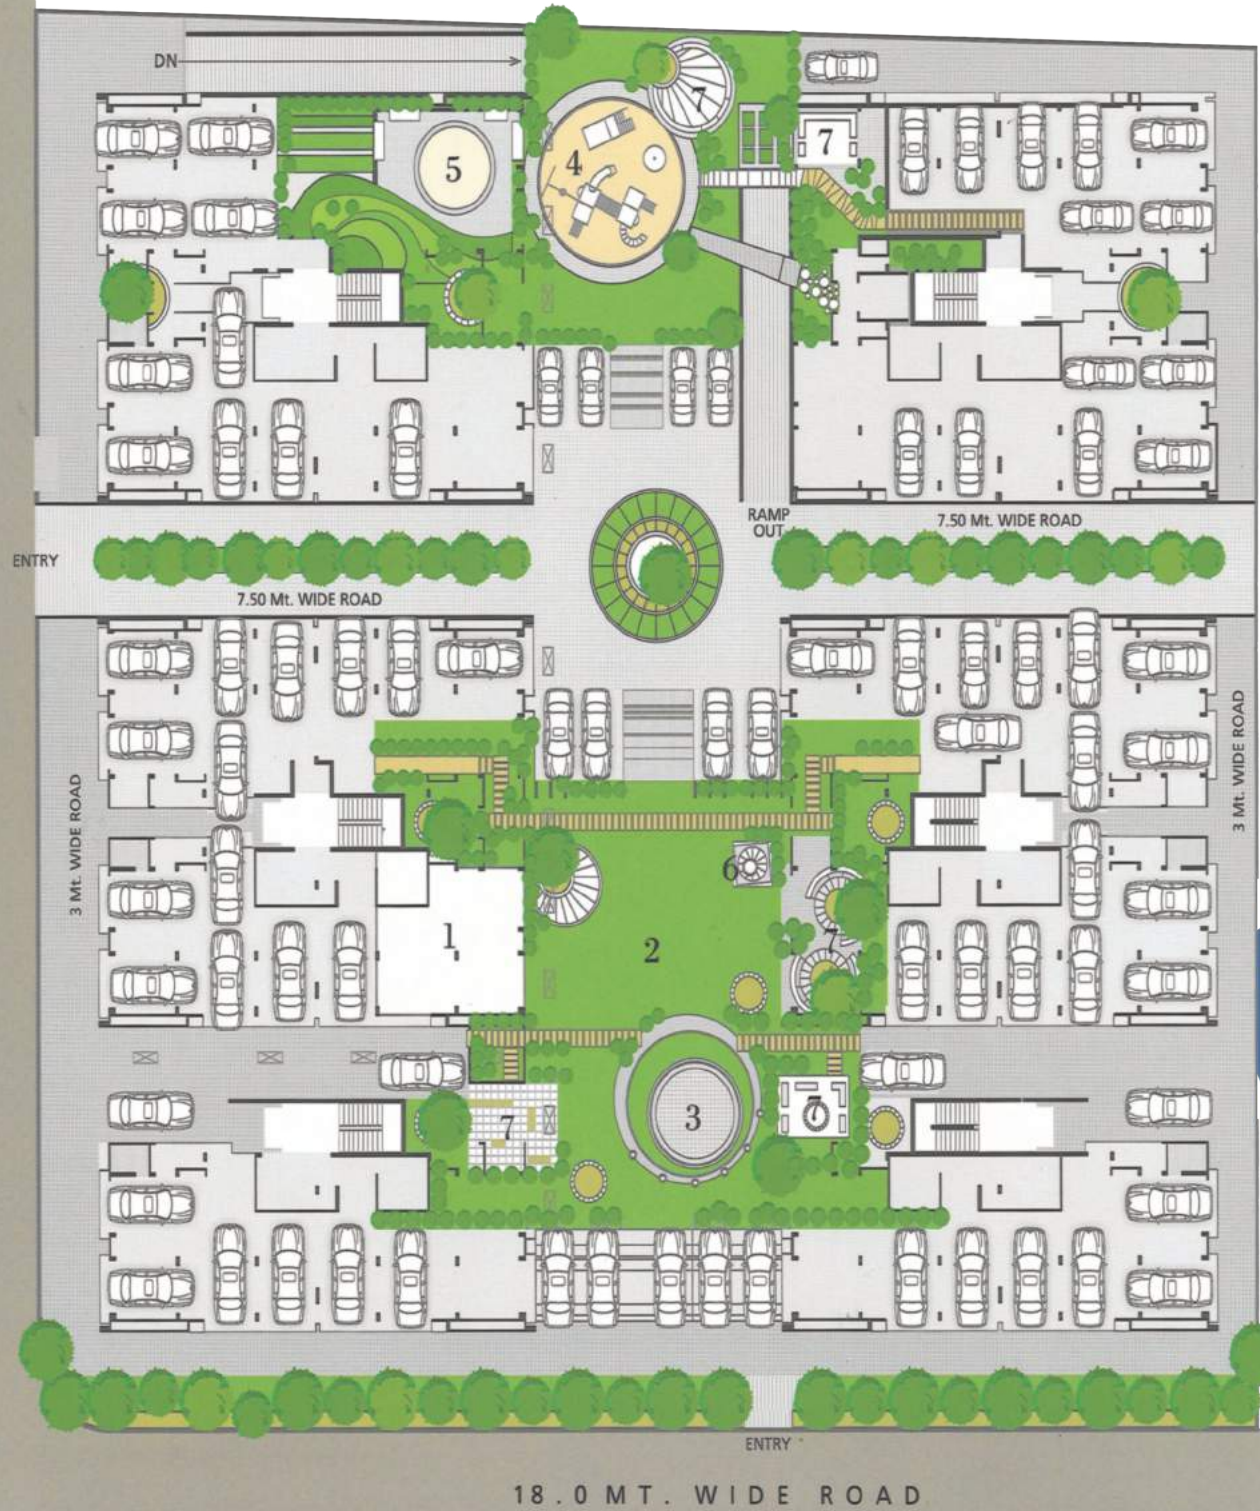 DN
7
7
5
4
RAMP
OUT
7.50 Mt. WIDE ROAD
ENTRY
7.50 Mt. WIDE ROAD
3 Mt. WIDE ROAD
3 Mt. WIDE ROAD
6
1
2
7
3
7
7
ENTRY
18.0 MT. WIDE ROAD